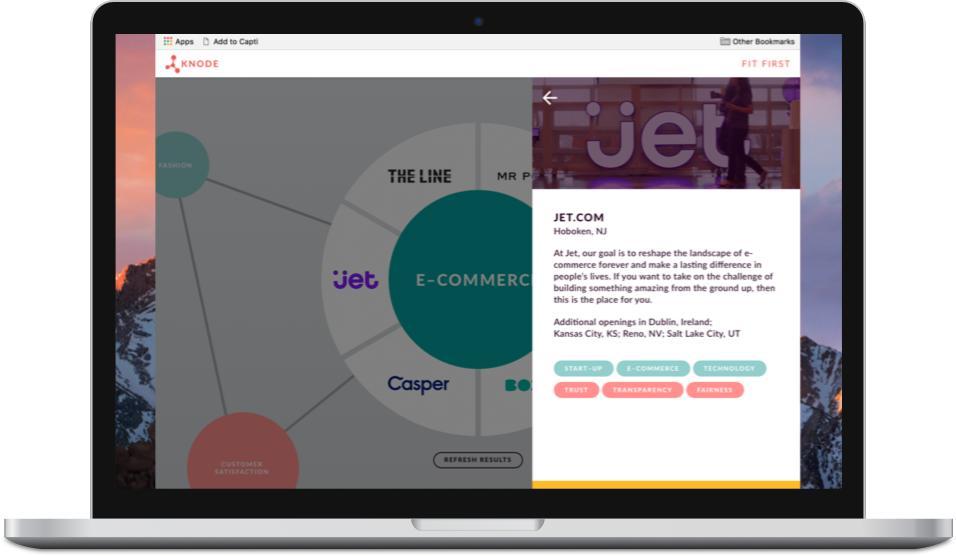 Apps
Add to Capti
Other Bookmarks
KNODE
FIT FIRST
FASHION
THE LINE
MR P
jet
E-COMMERC
Casper
CUSTOMER
SATISFACTION
REFRESH RESULTS
jet
JET.COM
Hoboken, NJ
At Jet, our goal is to reshape the landscape of e-
commerce forever and make a lasting difference in
people's lives. If you want to take on the challenge of
building something amazing from the ground up, then
this is the place for you.
Additional openings in Dublin, Ireland;
Kansas City, KS; Reno, NV; Salt Lake City, UT
START-UP
E-COMMERCE
TECHNOLOGY
TRUST
TRANSPARENCY
FAIRNESS